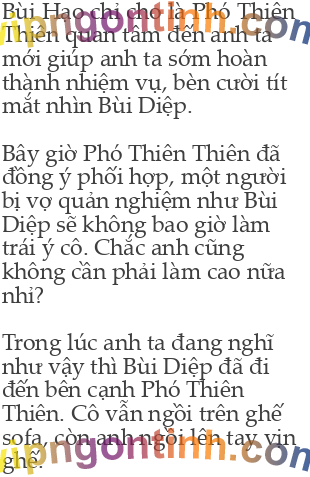 Bùi Hạo chỉ cho là Phó Thiên
Thiên quan tâm đến anh ta
mới giúp anh ta sớm hoàn
thành nhiệm vụ, bèn cười tít
mắt nhìn Bùi Diệp.
Bây giờ Phó Thiên Thiên đã
đồng ý phối hợp, một người
bị vợ quản nghiệm như Bùi
Diệp sẽ không bao giờ làm
trái ý cô. Chắc anh cũng
không cần phải làm cao nữa
nhỉ?
Trong lúc anh ta đang nghĩ
như vậy thì Bùi Diệp đã đi
đến bên cạnh Phó Thiên
Thiên. Cô vẫn ngồi trên ghế
sofa, còn anh ngồi lên tay vịn
ghế.
vipngontinh.com
vipngontinh.com